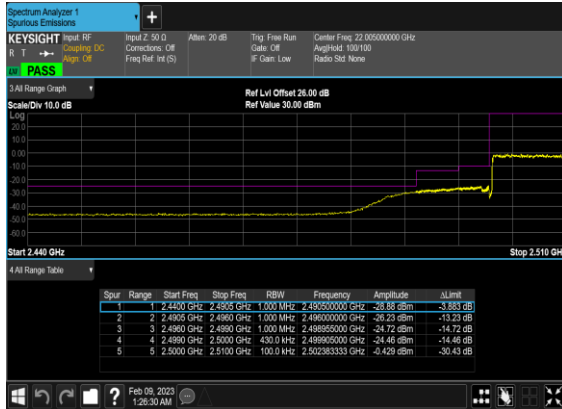 Spectrum Analyzer 1
Spurious Emissions
KEYSIGHT Input: RF Input Z: 50 Ω Atten: 20 dB Trig: Free Run Center Freq: 22.005000000 GHz
R T Coupling: DC Corrections: Off Gate: Off Avg|Hold: 100/100
Align: Off Freq Ref: Int (S) IF Gain: Low Radio Std: None
PASS
3 All Range Graph Ref Lvl Offset 26.00 dB
Scale/Div 10.0 dB Ref Value 30.00 dBm
Log
20.0
10.0
0.00
-10.0
-20.0
-30.0
-40.0
-50.0
-60.0
Start 2.440 GHz Stop 2.510 GH
4 All Range Table
Spur Range Start Freq Stop Freq RBW Frequency Amplitude ΔLimit
1 1 2.4400 GHz 2.4905 GHz 1.000 MHz 2.490500000 GHz -28.88 dBm -3.883 dB
2 2 2.4905 GHz 2.4960 GHz 1.000 MHz 2.496000000 GHz -26.23 dBm -13.23 dB
3 3 2.4960 GHz 2.4990 GHz 1.000 MHz 2.498955000 GHz -24.72 dBm -14.72 dB
4 4 2.4990 GHz 2.5000 GHz 430.0 kHz 2.499905000 GHz -24.46 dBm -14.46 dB
5 5 2.5000 GHz 2.5100 GHz 100.0 kHz 2.502383333 GHz -0.429 dBm -30.43 dB
? Feb 09, 2023
1:26:30 AM